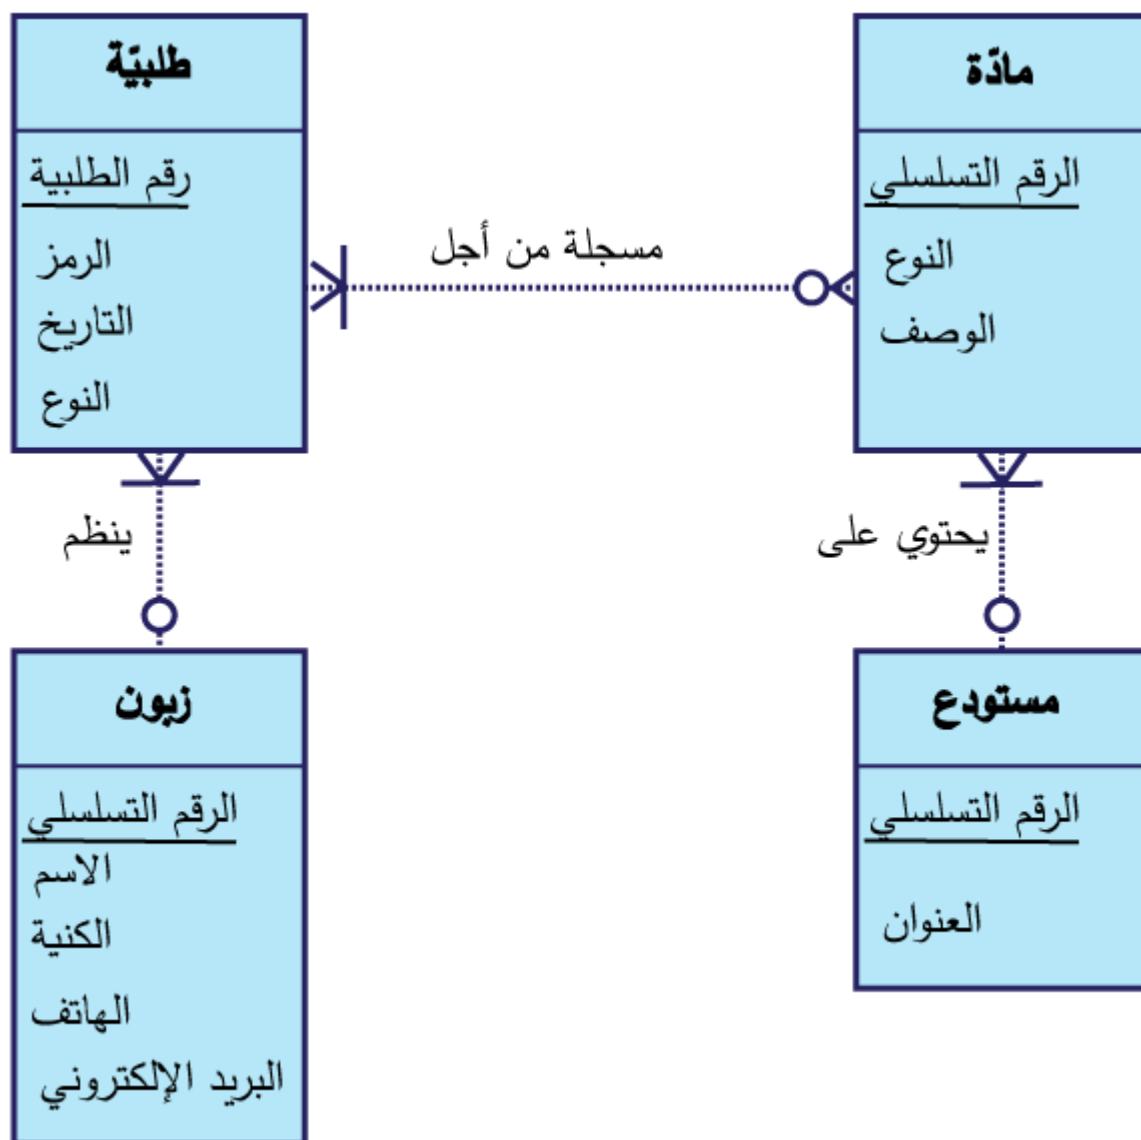 مادّة
الرقم التسلسلي
النوع
الوصف
مسجلة من أجل
طلبيّة
رقم الطلبية
الرمز
التاريخ
النوع
يحتوي على
ينظم
مستودع
الرقم التسلسلي
العنوان
زبون
الرقم التسلسلي
الاسم
الكنية
الهاتف
البريد الإلكتروني